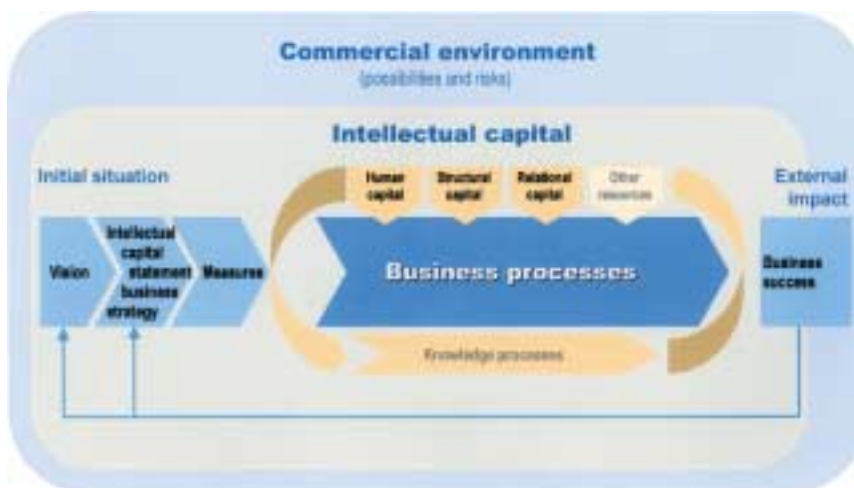 Commercial environment
(possibilities and risks)
Intellectual capital
Initial situation
Human
capital
Structural
capital
Relational
capital
Other
resources
External
impact
Vision
Intellectual
capital
statement
business
strategy
Measures
Business processes
Business
success
Knowledge processes